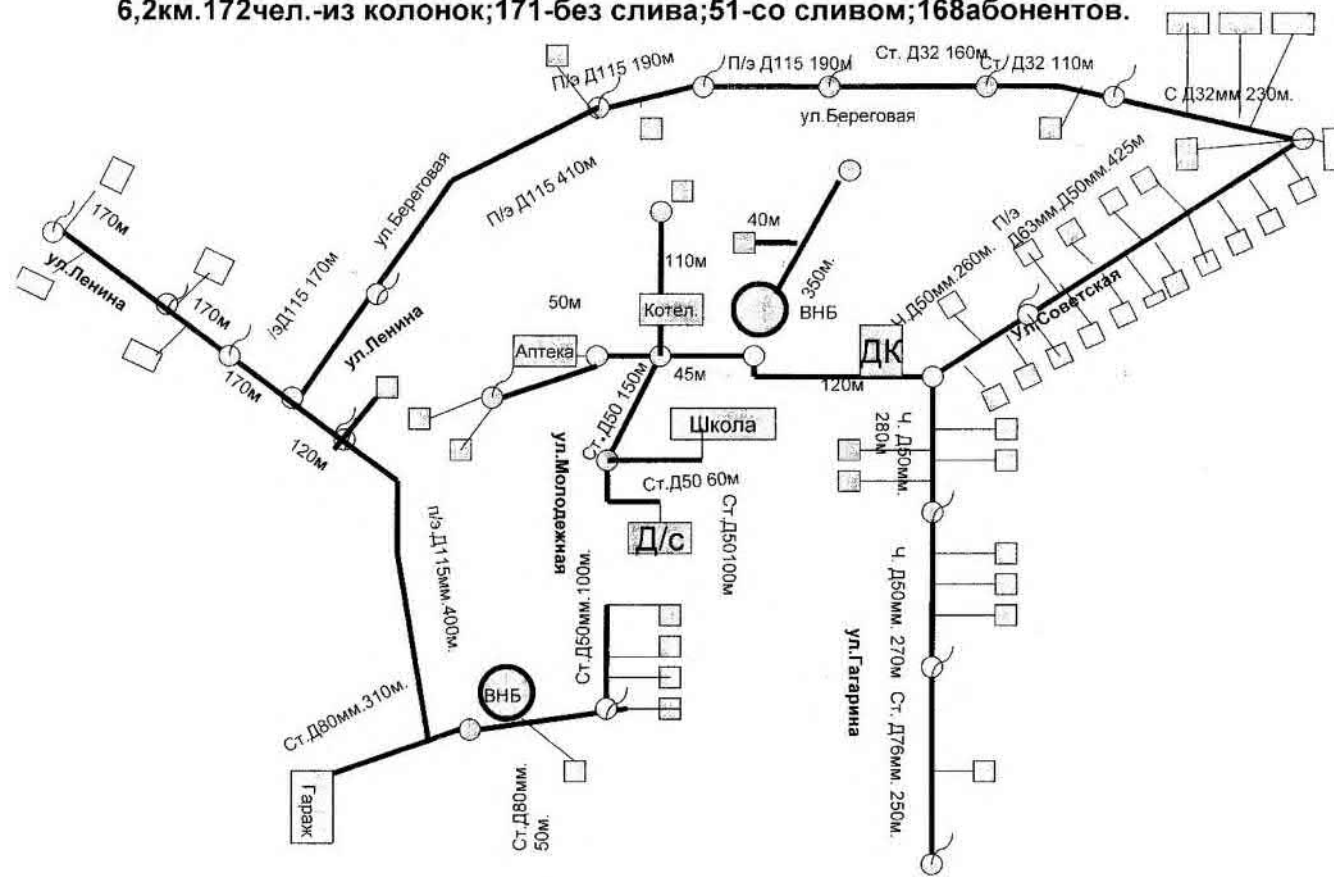 6,2км.172чел.-из колонок;171-без слива;51-со сливом;168абонентов.
П/э Д115 190м
П/э Д115 190м
Ст. Д32 160м.
Ст. Д32 110м
С Д32мм 230м.
ул.Береговая
ул.Береговая
П/э Д115 410м
/эД115 170м
170м
ул.Ленина
170м
170м
ул.Ленина
120м
40м
350м.
ВНБ
110м
Котел.
50м
Аптека
45м
ДК
120м
Ч. Д50мм.260м.
П/э
Д63мм.Д50мм.425м
Ул.Советская
Ст. Д50 150м
Школа
Ст.Д50 60м
ул.Молодежная
Д/с
Ст.Д50100м
Ч. Д50мм.
280м
Ч. Д50мм. 270м
ул.Гагарина
Ст. Д76мм. 250м.
п/э.Д115мм.400м.
Ст.Д50мм.100м.
ВНБ
Ст.Д80мм.310м.
Ст.Д80мм.
50м.
Гараж